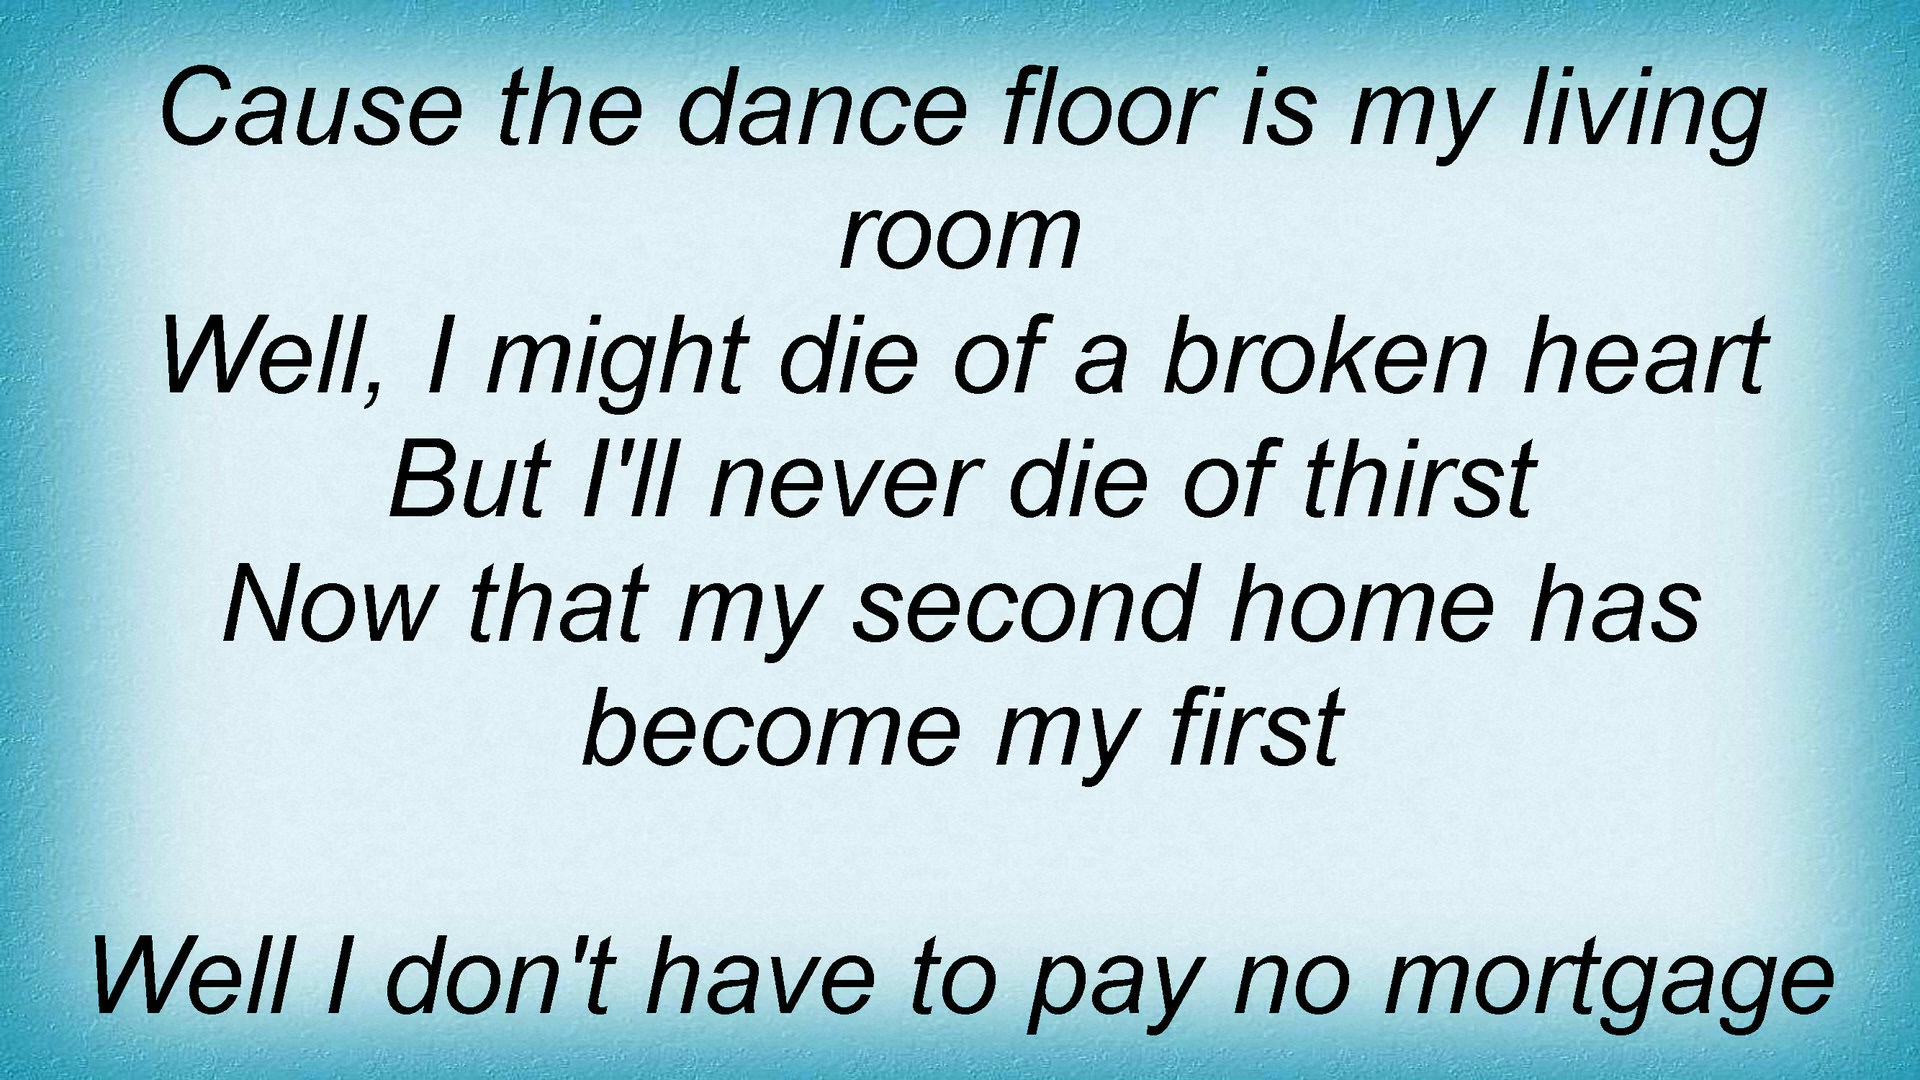 Cause the dance floor is my living
room
Well, I might die of a broken heart
But I'll never die of thirst
Now that my second home has
become my first
Well I don't have to pay no mortgage